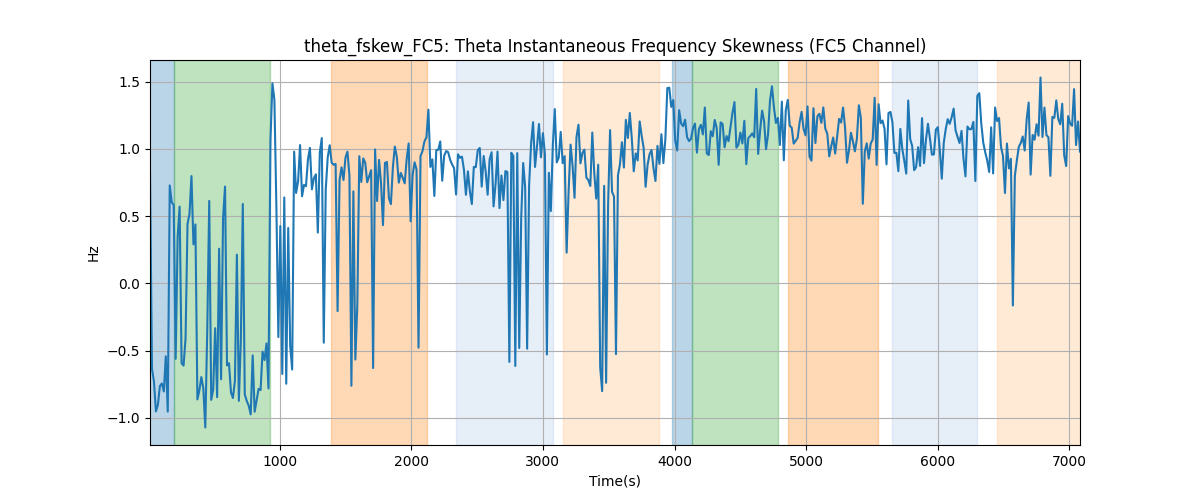 theta_fskew_FC5: Theta Instantaneous Frequency Skewness (FC5 Channel)
1.5
1.0
0.5
0.0
−0.5
−1.0
Hz
1000 2000 3000 4000 5000 6000 7000
Time(s)